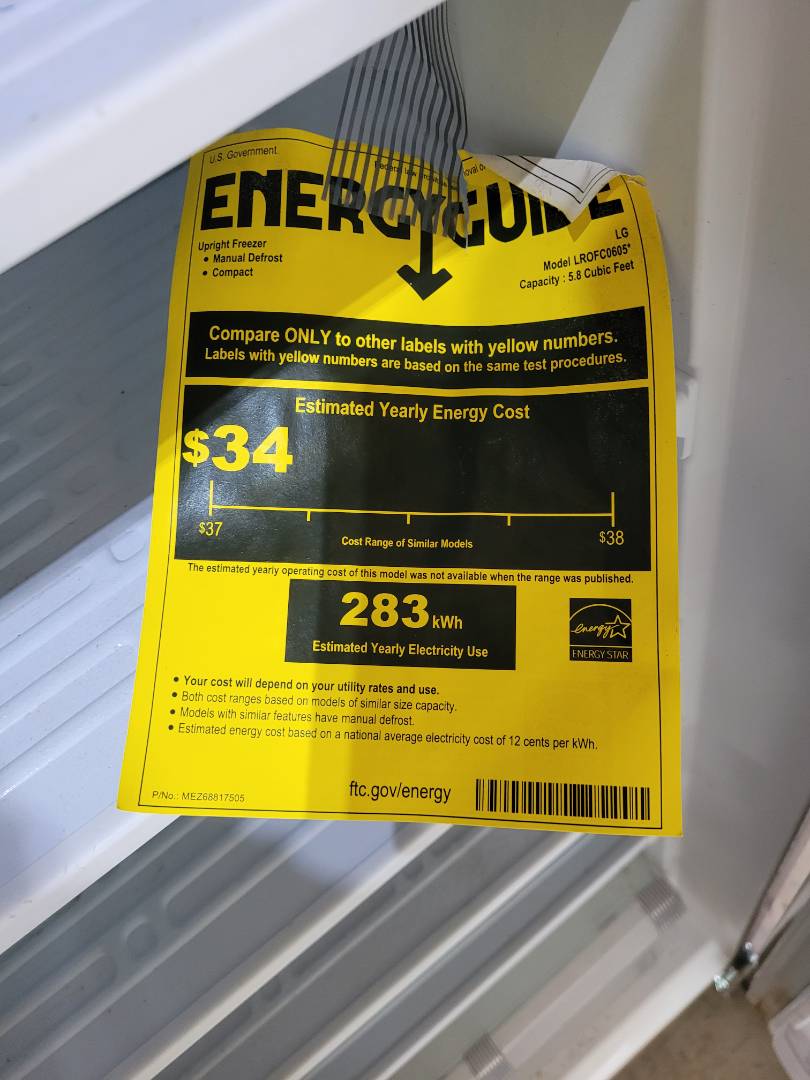 U.S. Government
Federal law
ENERGYGUIDE
Upright Freezer
• Manual Defrost
• Compact
LG
Model LROFC0605*
Capacity : 5.8 Cubic Feet
Compare ONLY to other labels with yellow numbers.
Labels with yellow numbers are based on the same test procedures.
Estimated Yearly Energy Cost
$34
$37
$38
Cost Range of Similar Models
The estimated yearly operating cost of this model was not available when the range was published.
283 kWh
Estimated Yearly Electricity Use
energy
ENERGY STAR
• Your cost will depend on your utility rates and use.
• Both cost ranges based on models of similar size capacity.
• Models with similar features have manual defrost.
• Estimated energy cost based on a national average electricity cost of 12 cents per kWh.
P/No.: MEZ68817505
ftc.gov/energy